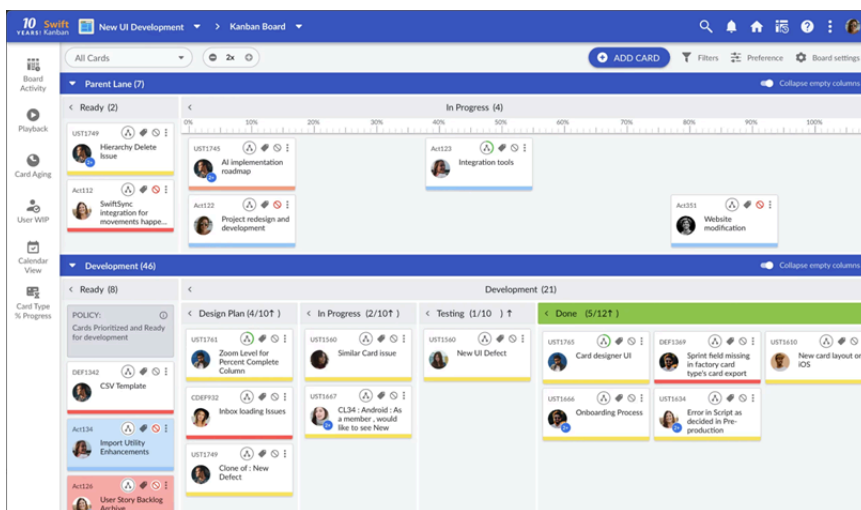 10 Swift
YEARS! Kanban
New UI Development
>
Kanban Board
All Cards
2x
ADD CARD
Filters
Preference
Board settings
Board
Activity
Playback
Card Aging
User WIP
Calendar
View
Card Type
% Progress
Parent Lane (7)
Collapse empty columns
< Ready (2)
<
In Progress (4)
0% 10% 20% 30% 40% 50% 60% 70% 80% 90% 100%
UST1749
Hierarchy Delete
Issue
2+
Act112
SwiftSync
integration for
movements happe...
UST1745
AI implementation
roadmap
2+
Act122
Project redesign and
development
Act123
Integration tools
Act351
Website
modification
Development (46)
Collapse empty columns
< Ready (8)
<
Development (21)
POLICY:
Cards Prioritized and Ready
for development
DEF1342
CSV Template
Act134
Import Utility
Enhancements
Act126
User Story Backlog
Archive
< Design Plan (4/10↑ )
UST1761
Zoom Level for
Percent Complete
Column
CDEF932
Inbox loading Issues
UST1749
Clone of : New
Defect
< In Progress (2/10↑ )
UST1560
Similar Card issue
UST1667
CL34 : Android : As
a member , would
like to see New
2+
< Testing (1/10 ) ↑
UST1560
New UI Defect
< Done (5/12↑ )
UST1765
Card designer UI
DEF1369
Sprint field missing
in factory card
type's card export
UST1610
New card layout on
iOS
UST1666
Onboarding Process
2+
UST1634
Error in Script as
decided in Pre-
production
2+